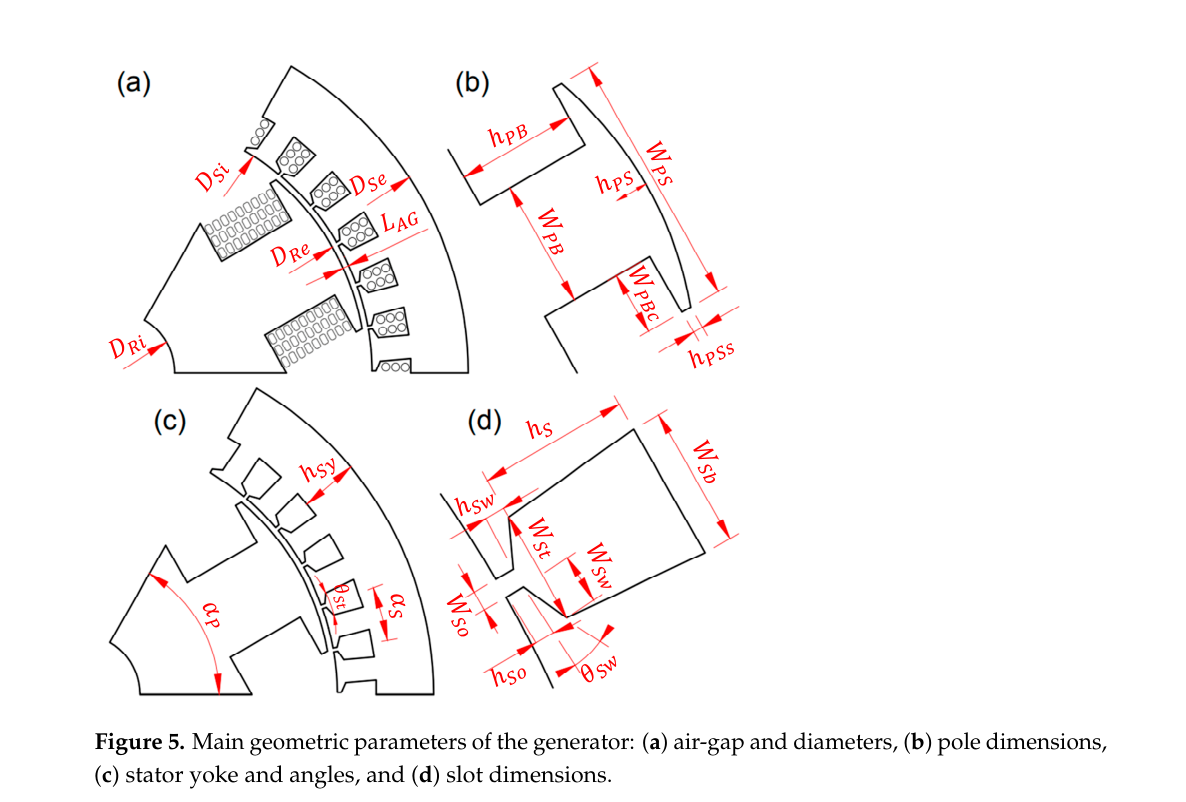 (a)
D_Si
D_Se
L_AG
D_Re
D_Ri
(b)
h_PB
W_PS
h_PS
W_PB
W_PBc
h_PSs
(c)
h_Sy
θ_St
α_S
α_P
(d)
h_S
W_Sb
h_Sw
W_St
W_Sw
W_So
h_So
θ_Sw
Figure 5. Main geometric parameters of the generator: (a) air-gap and diameters, (b) pole dimensions,
(c) stator yoke and angles, and (d) slot dimensions.